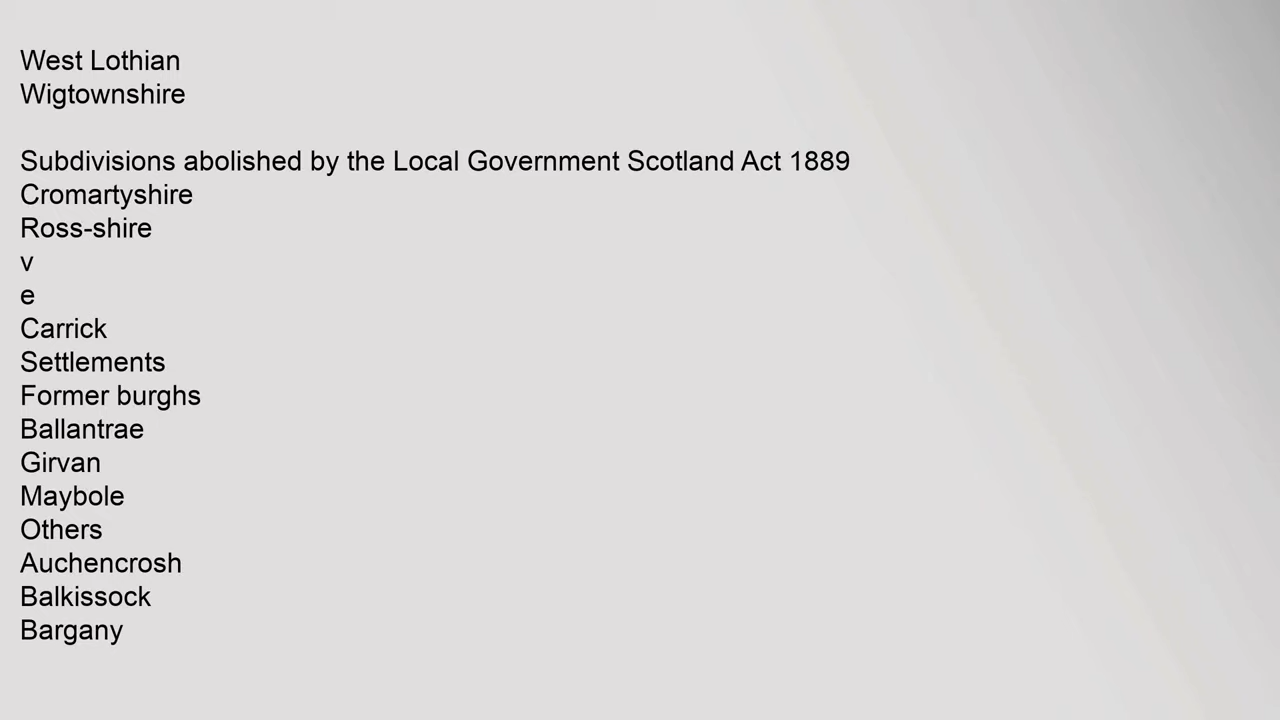 West Lothian
Wigtownshire
Subdivisions abolished by the Local Government Scotland Act 1889
Cromartyshire
Ross-shire
v
e
Carrick
Settlements
Former burghs
Ballantrae
Girvan
Maybole
Others
Auchencrosh
Balkissock
Bargany